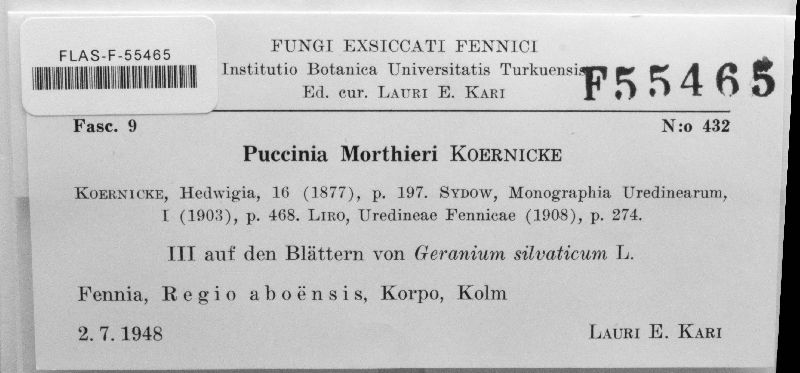 FLAS-F-55465
FUNGI EXSICCATI FENNICI
Institutio Botanica Universitatis Turkuensis
F55465
Ed. cur. LAURI E. KARI
Fasc. 9 N:o 432
Puccinia Morthieri KOERNICKE
KOERNICKE, Hedwigia, 16 (1877), p. 197. SYDOW, Monographia Uredinearum,
I (1903), p. 468. LIRO, Uredineae Fennicae (1908), p. 274.
III auf den Blättern von Geranium silvaticum L.
Fennia, Regio aboënsis, Korpo, Kolm
2. 7. 1948 LAURI E. KARI